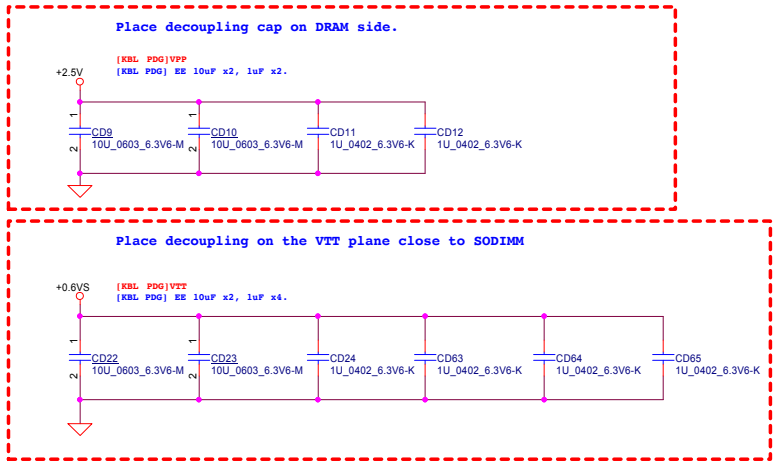 Place decoupling cap on DRAM side.
[KBL PDG]VPP
[KBL PDG] EE 10uF x2, 1uF x2.
+2.5V
1
1
CD9
CD10
CD11
CD12
10U_0603_6.3V6-M
10U_0603_6.3V6-M
1U_0402_6.3V6-K
1U_0402_6.3V6-K
2
2
Place decoupling on the VTT plane close to SODIMM
[KBL PDG]VTT
[KBL PDG] EE 10uF x2, 1uF x4.
+0.6VS
1
1
CD22
CD23
CD24
CD63
CD64
CD65
10U_0603_6.3V6-M
10U_0603_6.3V6-M
1U_0402_6.3V6-K
1U_0402_6.3V6-K
1U_0402_6.3V6-K
1U_0402_6.3V6-K
2
2